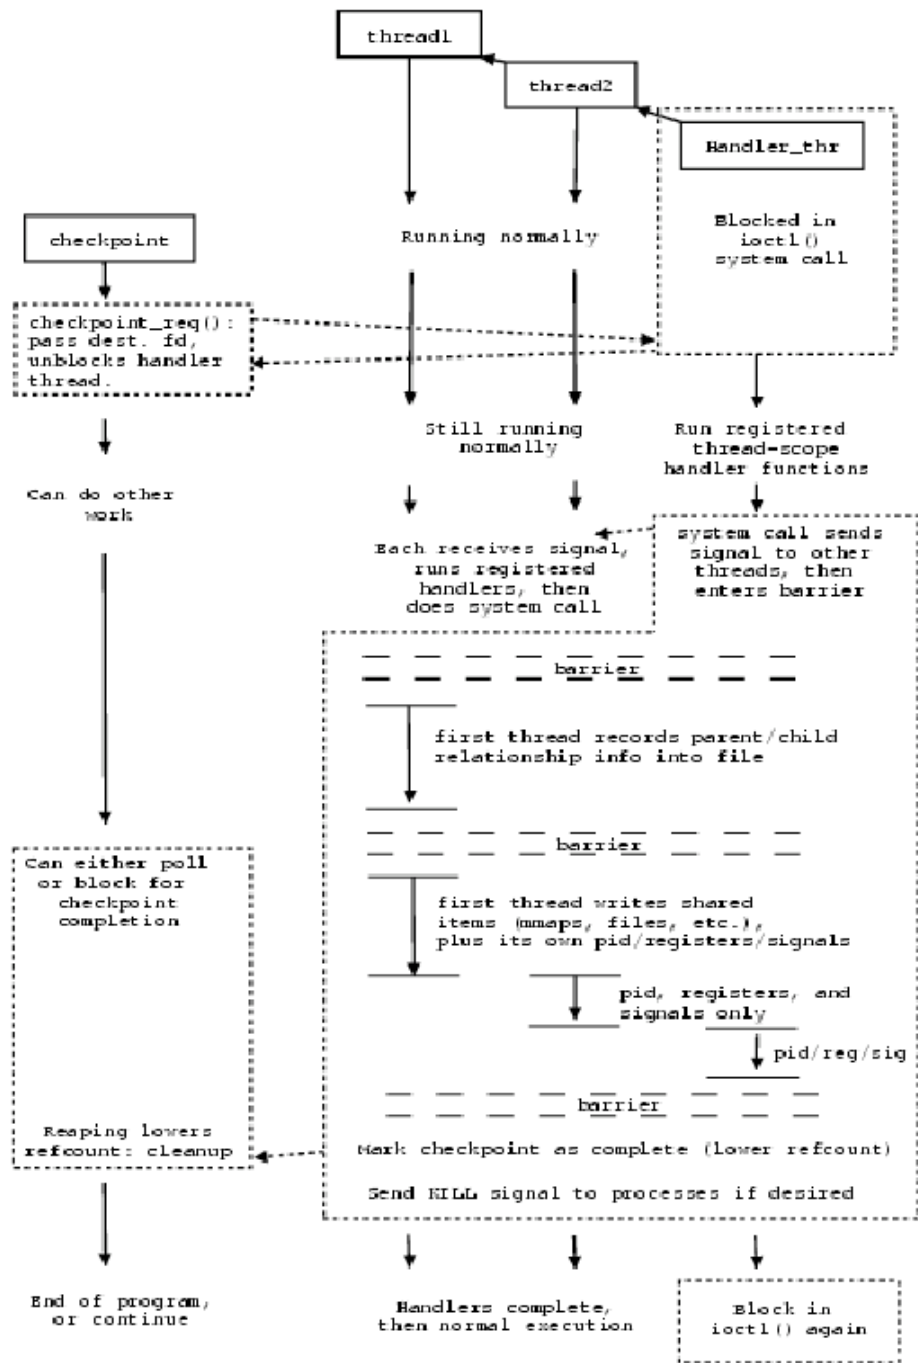 thread1
thread2
Handler_thr
Blocked in
ioctl()
system call
checkpoint
Running normally
checkpoint_req():
pass dest. fd,
unblocks handler
thread.
Still running
normally
Run registered
thread-scope
handler functions
Can do other
work
Each receives signal,
runs registered
handlers, then
does system call
system call sends
signal to other
threads, then
enters barrier
barrier
first thread records parent/child
relationship info into file
barrier
Can either poll
or block for
checkpoint
completion
first thread writes shared
items (mmaps, files, etc.),
plus its own pid/registers/signals
pid, registers, and
signals only
pid/reg/sig
barrier
Reaping lowers
refcount: cleanup
Mark checkpoint as complete (lower refcount)
Send KILL signal to processes if desired
End of program,
or continue
Handlers complete,
then normal execution
Block in
ioctl() again